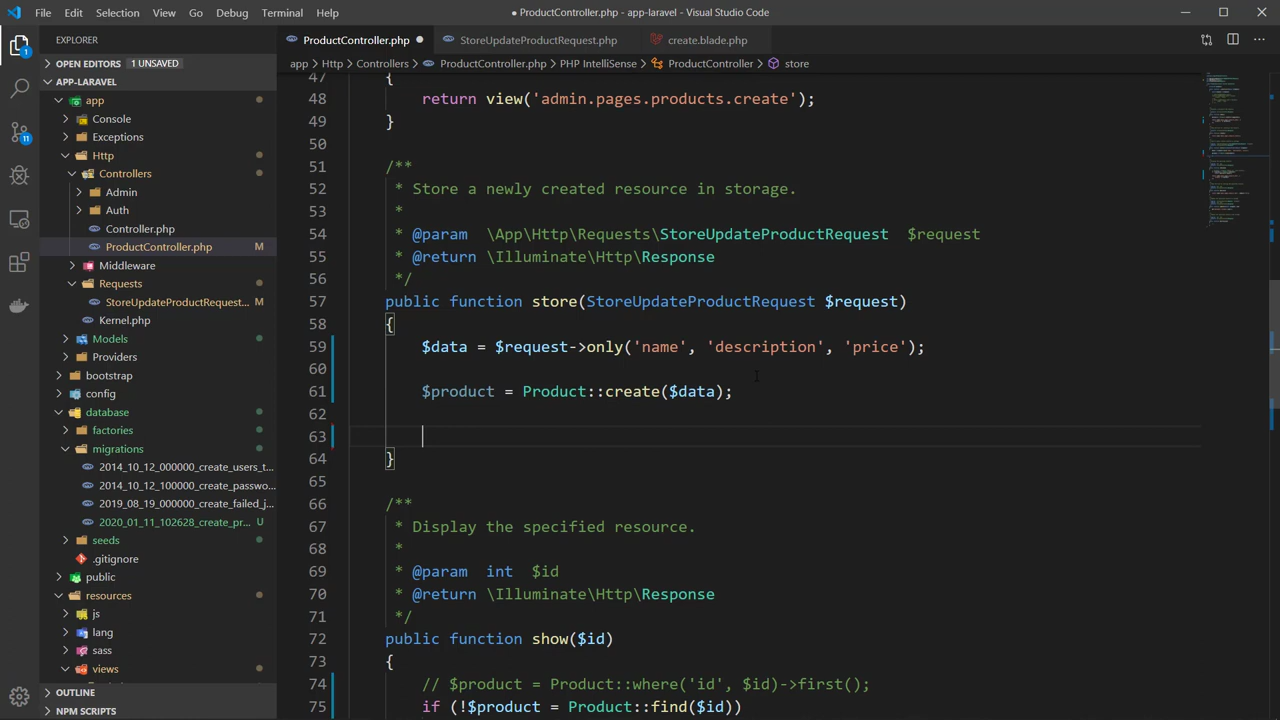 File Edit Selection View Go Debug Terminal Help
● ProductController.php - app-laravel - Visual Studio Code
EXPLORER
ProductController.php ●
StoreUpdateProductRequest.php
create.blade.php
OPEN EDITORS 1 UNSAVED
app > Http > Controllers > ProductController.php > PHP IntelliSense > ProductController > store
APP-LARAVEL
app
Console
Exceptions
Http
Controllers
Admin
Auth
Controller.php
ProductController.php M
Middleware
Requests
StoreUpdateProductRequest... M
Kernel.php
Models
Providers
bootstrap
config
database
factories
migrations
2014_10_12_000000_create_users_t...
2014_10_12_100000_create_passwo...
2019_08_19_000000_create_failed_j...
2020_01_11_102628_create_pr... U
seeds
.gitignore
public
resources
js
lang
sass
views
OUTLINE
NPM SCRIPTS
1
11
47 {
48 return view('admin.pages.products.create');
49 }
50
51 /**
52 * Store a newly created resource in storage.
53 *
54 * @param \App\Http\Requests\StoreUpdateProductRequest $request
55 * @return \Illuminate\Http\Response
56 */
57 public function store(StoreUpdateProductRequest $request)
58 {
59 $data = $request->only('name', 'description', 'price');
60
61 $product = Product::create($data);
62
63
64 }
65
66 /**
67 * Display the specified resource.
68 *
69 * @param int $id
70 * @return \Illuminate\Http\Response
71 */
72 public function show($id)
73 {
74 // $product = Product::where('id', $id)->first();
75 if (!$product = Product::find($id))